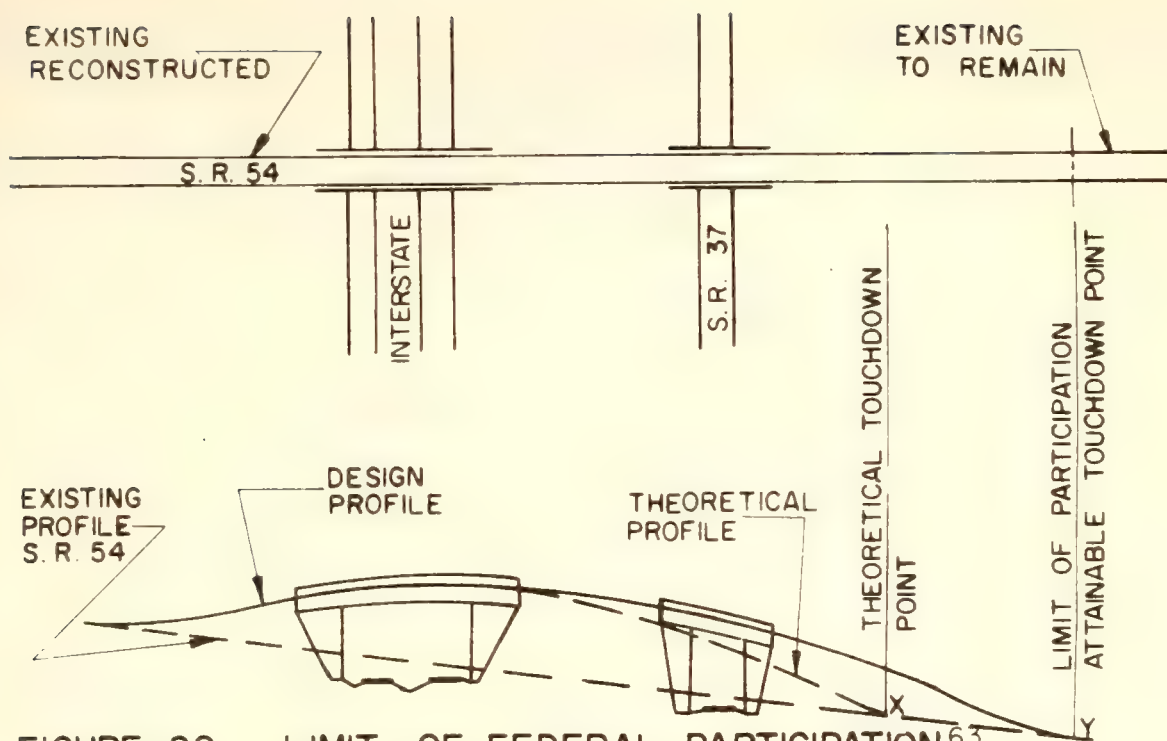 EXISTING
RECONSTRUCTED
EXISTING
TO REMAIN
S. R. 54
INTERSTATE
S. R. 37
THEORETICAL TOUCHDOWN
POINT
LIMIT OF PARTICIPATION
ATTAINABLE TOUCHDOWN POINT
EXISTING
PROFILE
S. R. 54
DESIGN
PROFILE
THEORETICAL
PROFILE
X
Y
FIGURE LIMIT OF FEDERAL PARTICIPATION 63